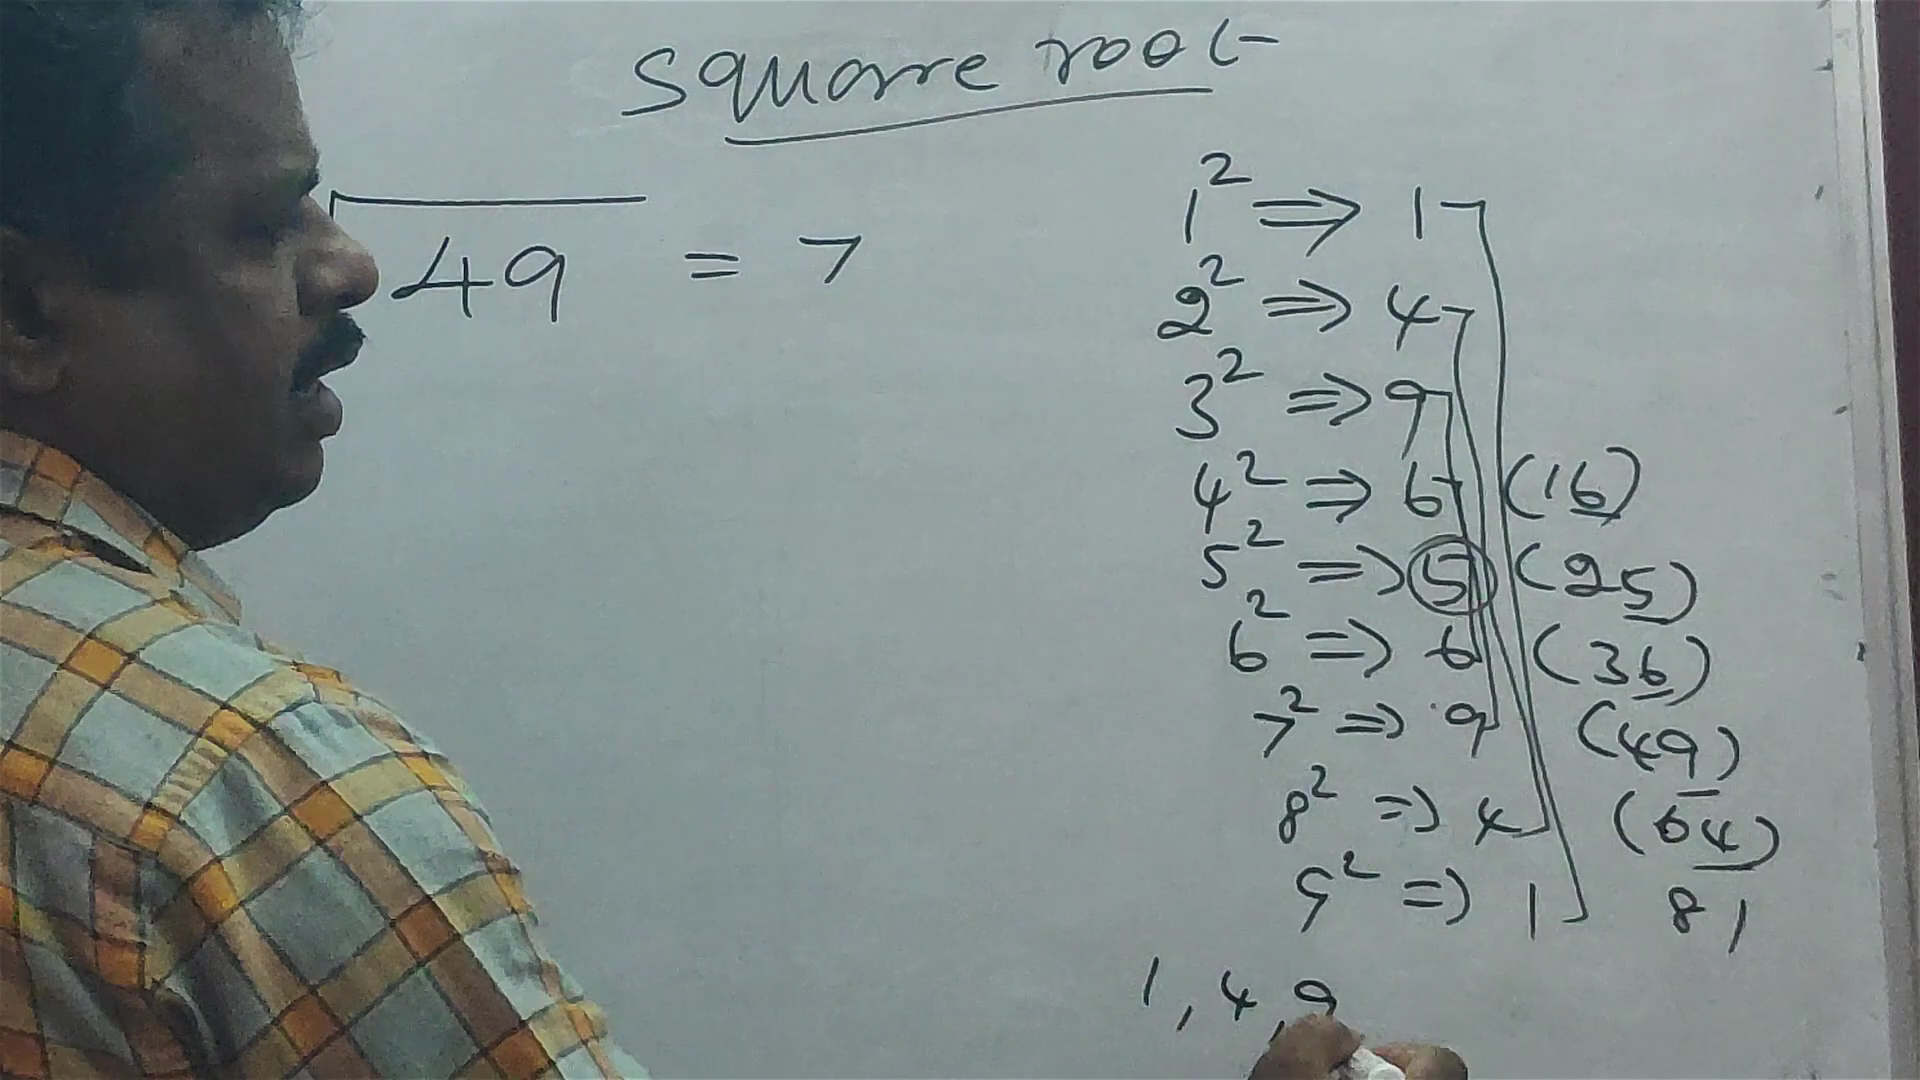 Square root
√49 = 7
1² ⇒ 1
2² ⇒ 4
3² ⇒ 9
4² ⇒ 6 (16)
5² ⇒ 5 (25)
6² ⇒ 6 (36)
7² ⇒ 9 (49)
8² ⇒ 4 (64)
9² ⇒ 1 81
1, 4, 9